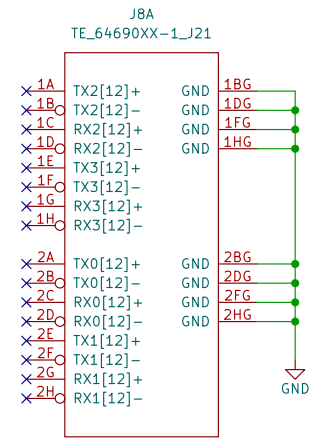 J8A
TE_64690XX-1_J21
1A TX2[12]+ GND 1BG
1B TX2[12]- GND 1DG
1C RX2[12]+ GND 1FG
1D RX2[12]- GND 1HG
1E TX3[12]+
1F TX3[12]-
1G RX3[12]+
1H RX3[12]-
2A TX0[12]+ GND 2BG
2B TX0[12]- GND 2DG
2C RX0[12]+ GND 2FG
2D RX0[12]- GND 2HG
2E TX1[12]+
2F TX1[12]-
2G RX1[12]+
2H RX1[12]-
GND